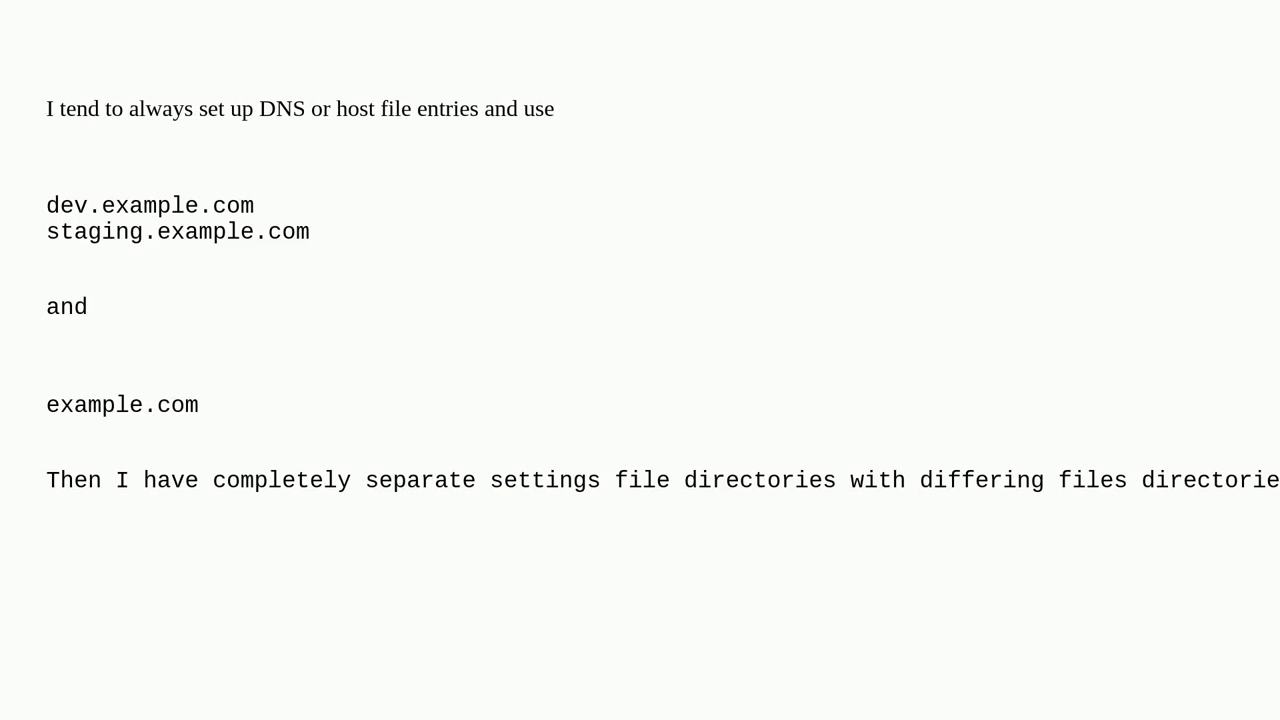 I tend to always set up DNS or host file entries and use
dev.example.com
staging.example.com
and
example.com
Then I have completely separate settings file directories with differing files directorie